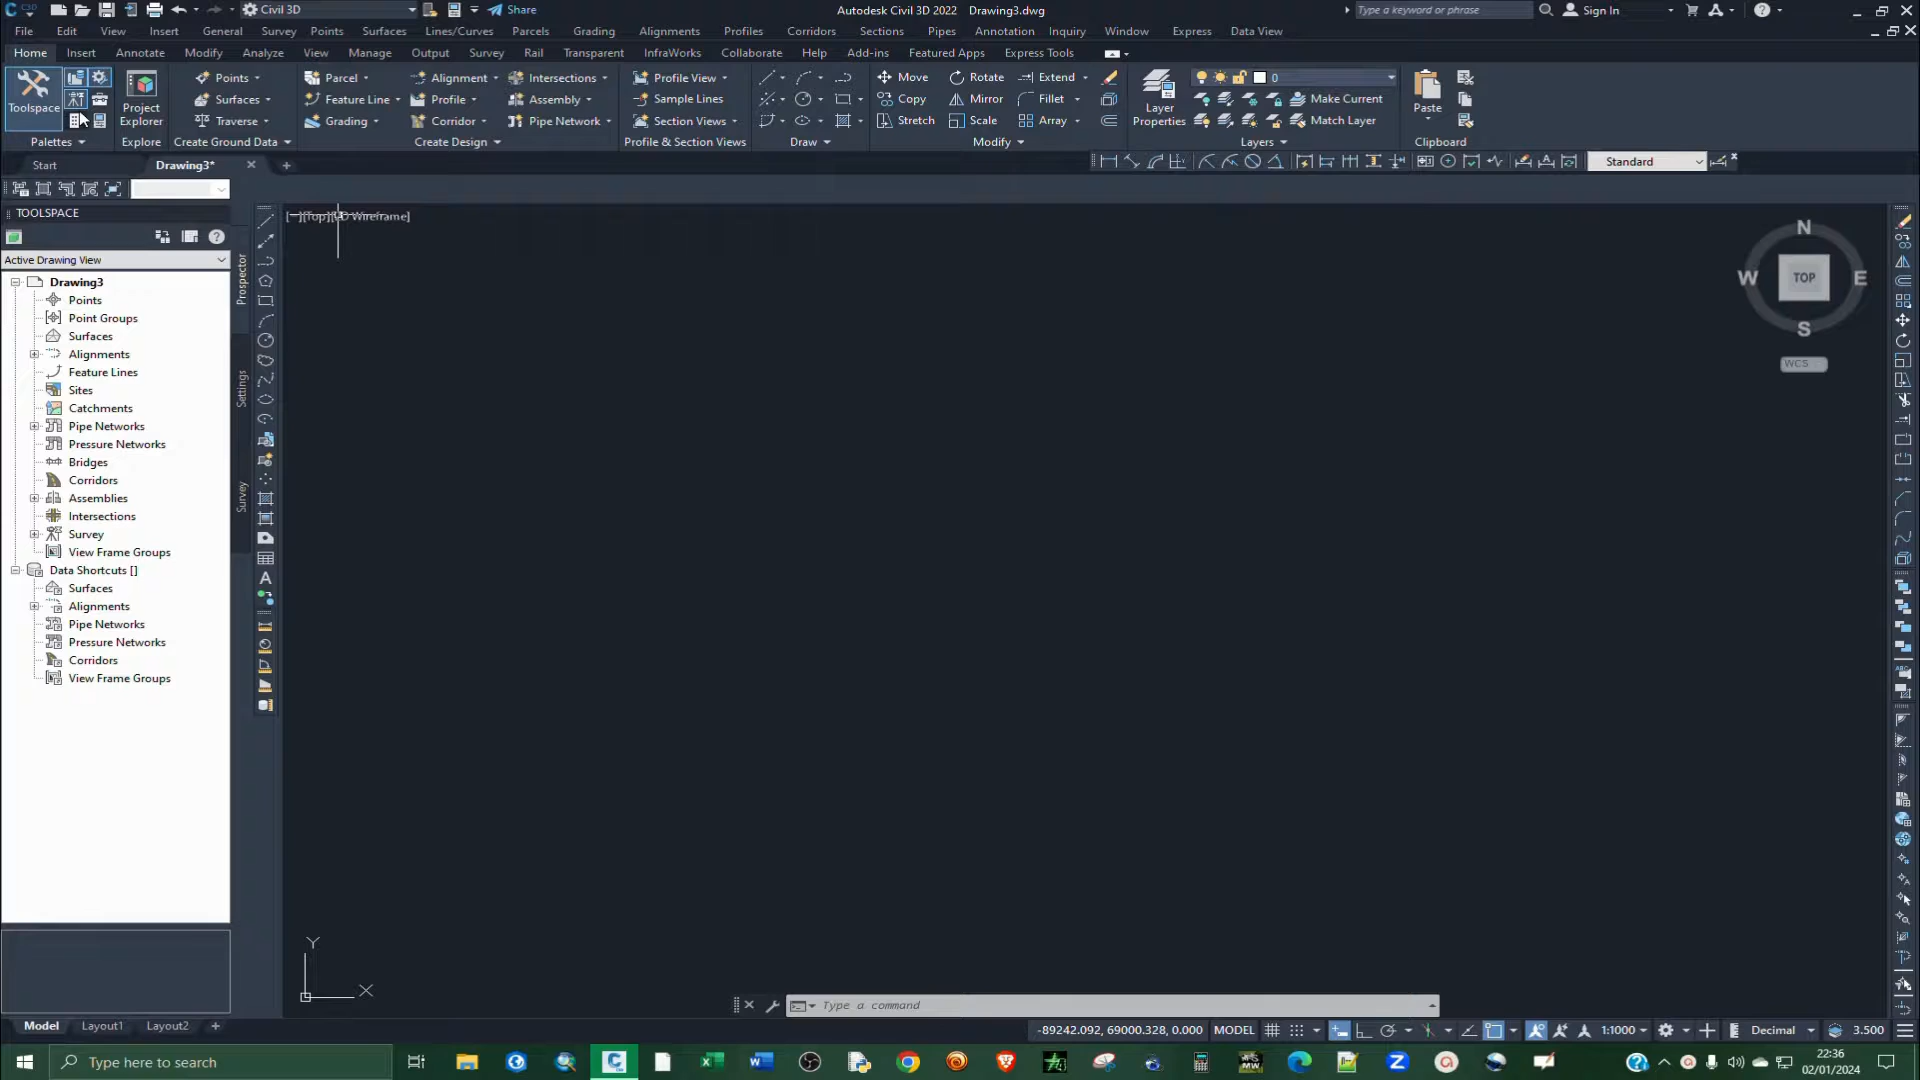 Civil 3D
Share
Autodesk Civil 3D 2022 Drawing3.dwg
Type a keyword or phrase
Sign In
File Edit View Insert General Survey Points Surfaces Lines/Curves Parcels Grading Alignments Profiles Corridors Sections Pipes Annotation Inquiry Window Express Data View
Home Insert Annotate Modify Analyze View Manage Output Survey Rail Transparent InfraWorks Collaborate Help Add-ins Featured Apps Express Tools
Toolspace
Palettes
Project Explorer
Explore
Points
Surfaces
Traverse
Create Ground Data
Parcel
Feature Line
Grading
Alignment
Profile
Corridor
Intersections
Assembly
Pipe Network
Create Design
Profile View
Sample Lines
Section Views
Profile & Section Views
Draw
Move
Copy
Stretch
Rotate
Mirror
Scale
Extend
Fillet
Array
Modify
Layer Properties
0
Make Current
Match Layer
Layers
Paste
Clipboard
Start
Drawing3*
Standard
TOOLSPACE
Active Drawing View
Drawing3
Points
Point Groups
Surfaces
Alignments
Feature Lines
Sites
Catchments
Pipe Networks
Pressure Networks
Bridges
Corridors
Assemblies
Intersections
Survey
View Frame Groups
Data Shortcuts []
Surfaces
Alignments
Pipe Networks
Pressure Networks
Corridors
View Frame Groups
Prospector
Settings
Survey
[Top]
Wireframe]
N
W TOP E
S
WCS
Y
X
Type a command
Model Layout1 Layout2
-89242.092, 69000.328, 0.000 MODEL
1:1000
Decimal
3.500
Type here to search
22:36
02/01/2024